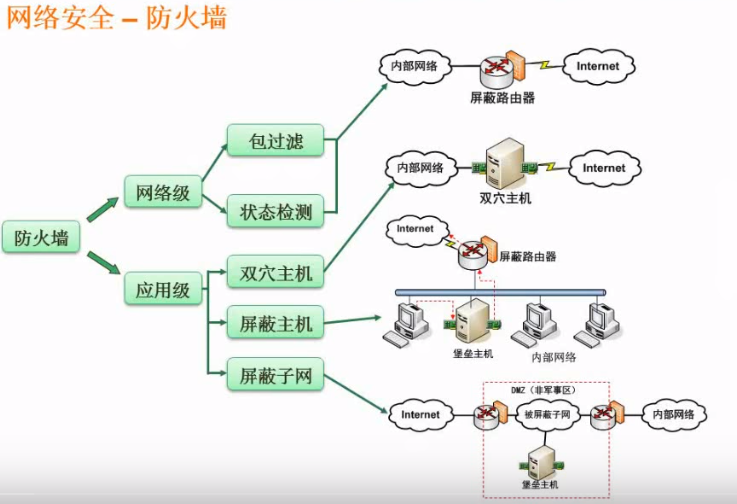 网络安全 – 防火墙
防火墙
网络级
应用级
包过滤
状态检测
双穴主机
屏蔽主机
屏蔽子网
内部网络
Internet
屏蔽路由器
内部网络
Internet
双穴主机
Internet
屏蔽路由器
堡垒主机
内部网络
DMZ（非军事区）
Internet
被屏蔽子网
内部网络
堡垒主机